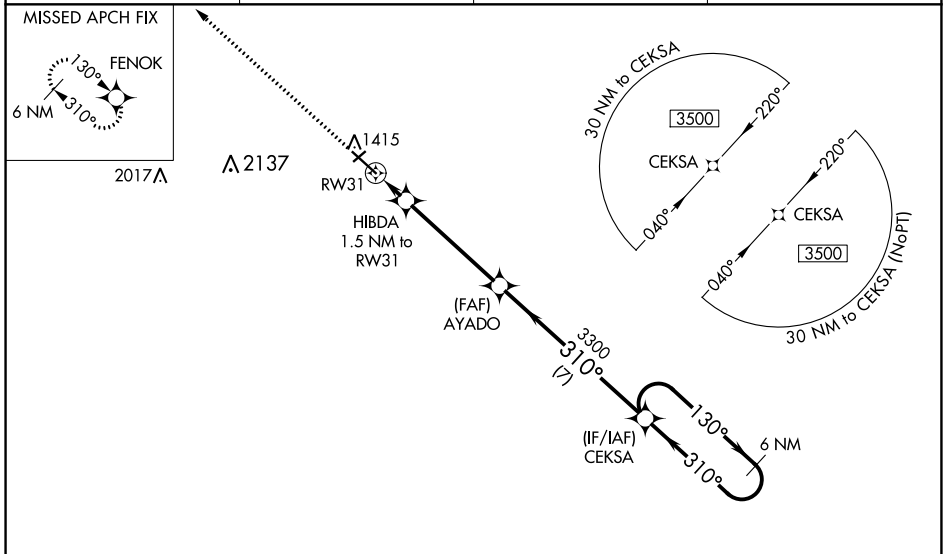 MISSED APCH FIX
FENOK
130°
310°
6 NM
2017
2137
1415
RW31
HIBDA
1.5 NM to
RW31
(FAF)
AYADO
3300
310°
(7)
(IF/IAF)
CEKSA
130°
310°
6 NM
30 NM to CEKSA
3500
220°
CEKSA
040°
220°
CEKSA
040°
3500
30 NM to CEKSA (NoPT)